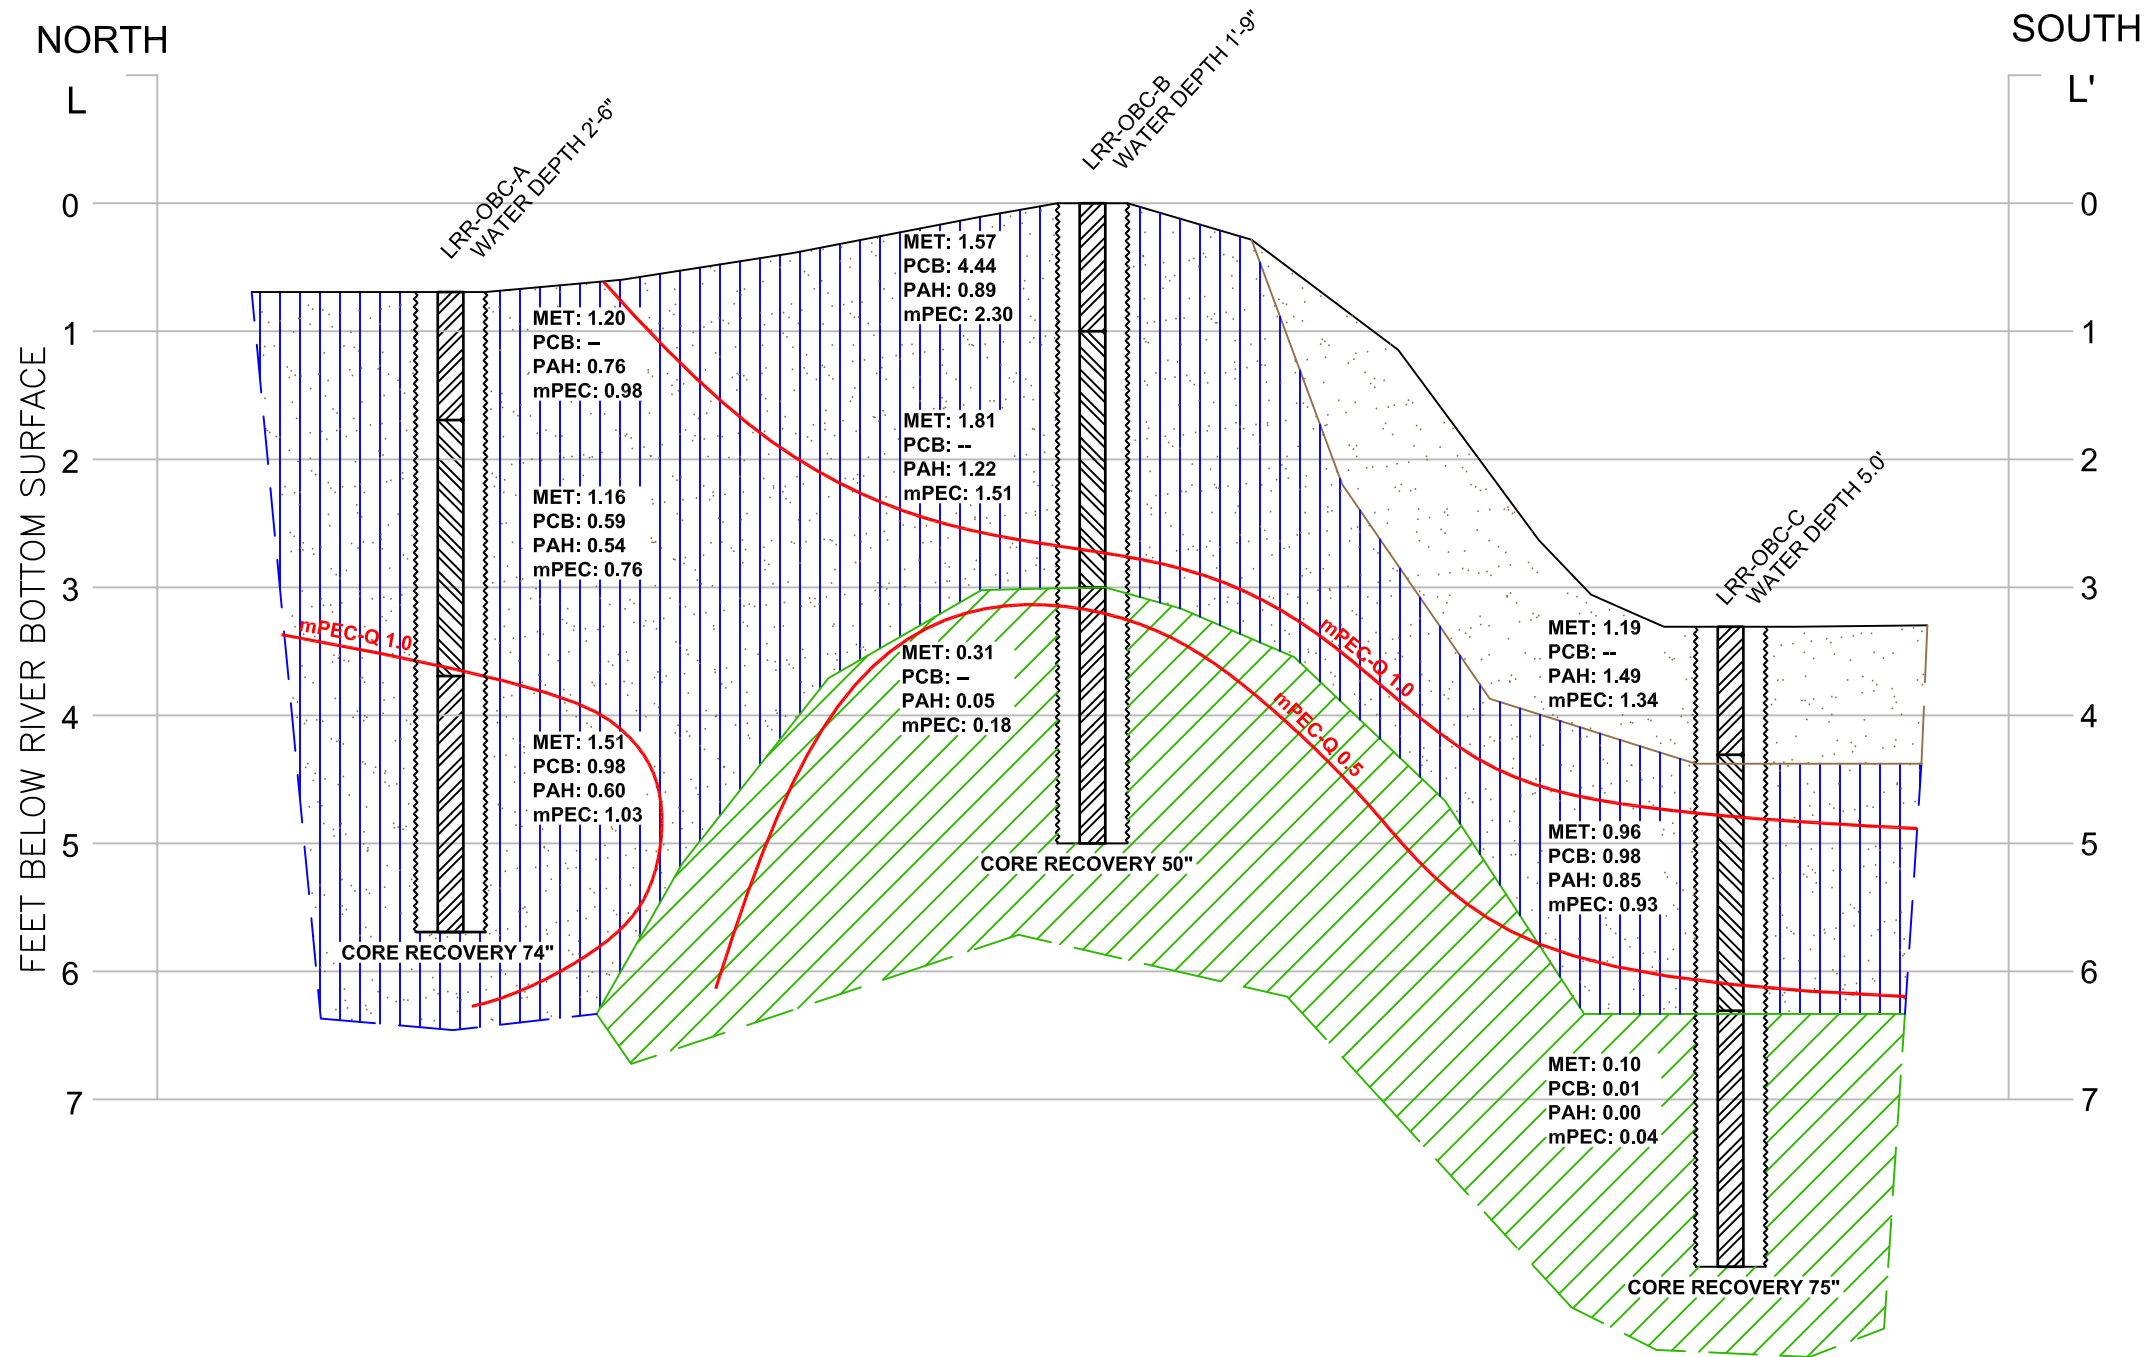 NORTH
SOUTH
L
L'
LRR-OBC-A
WATER DEPTH 2'-6"
LRR-OBC-B
WATER DEPTH 1'-9"
LRR-OBC-C
WATER DEPTH 5.0'
FEET BELOW RIVER BOTTOM SURFACE
0
1
2
3
4
5
6
7
0
1
2
3
4
5
6
7
MET: 1.20
PCB: –
PAH: 0.76
mPEC: 0.98
MET: 1.16
PCB: 0.59
PAH: 0.54
mPEC: 0.76
mPEC-Q 1.0
MET: 1.51
PCB: 0.98
PAH: 0.60
mPEC: 1.03
CORE RECOVERY 74"
MET: 1.57
PCB: 4.44
PAH: 0.89
mPEC: 2.30
MET: 1.81
PCB: --
PAH: 1.22
mPEC: 1.51
MET: 0.31
PCB: –
PAH: 0.05
mPEC: 0.18
CORE RECOVERY 50"
mPEC-Q 1.0
mPEC-Q 0.5
MET: 1.19
PCB: --
PAH: 1.49
mPEC: 1.34
MET: 0.96
PCB: 0.98
PAH: 0.85
mPEC: 0.93
MET: 0.10
PCB: 0.01
PAH: 0.00
mPEC: 0.04
CORE RECOVERY 75"